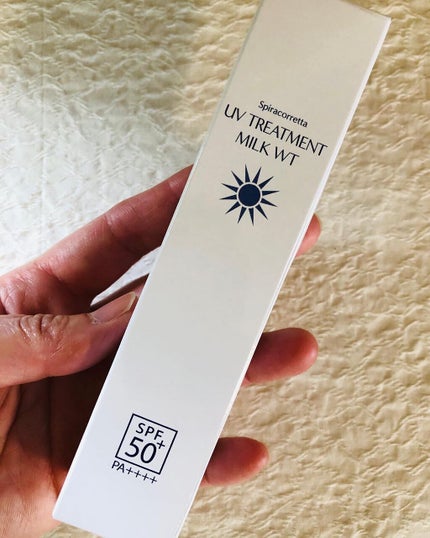 Spiracorretta
UV TREATMENT
MILK WT
SPF
50+
PA++++